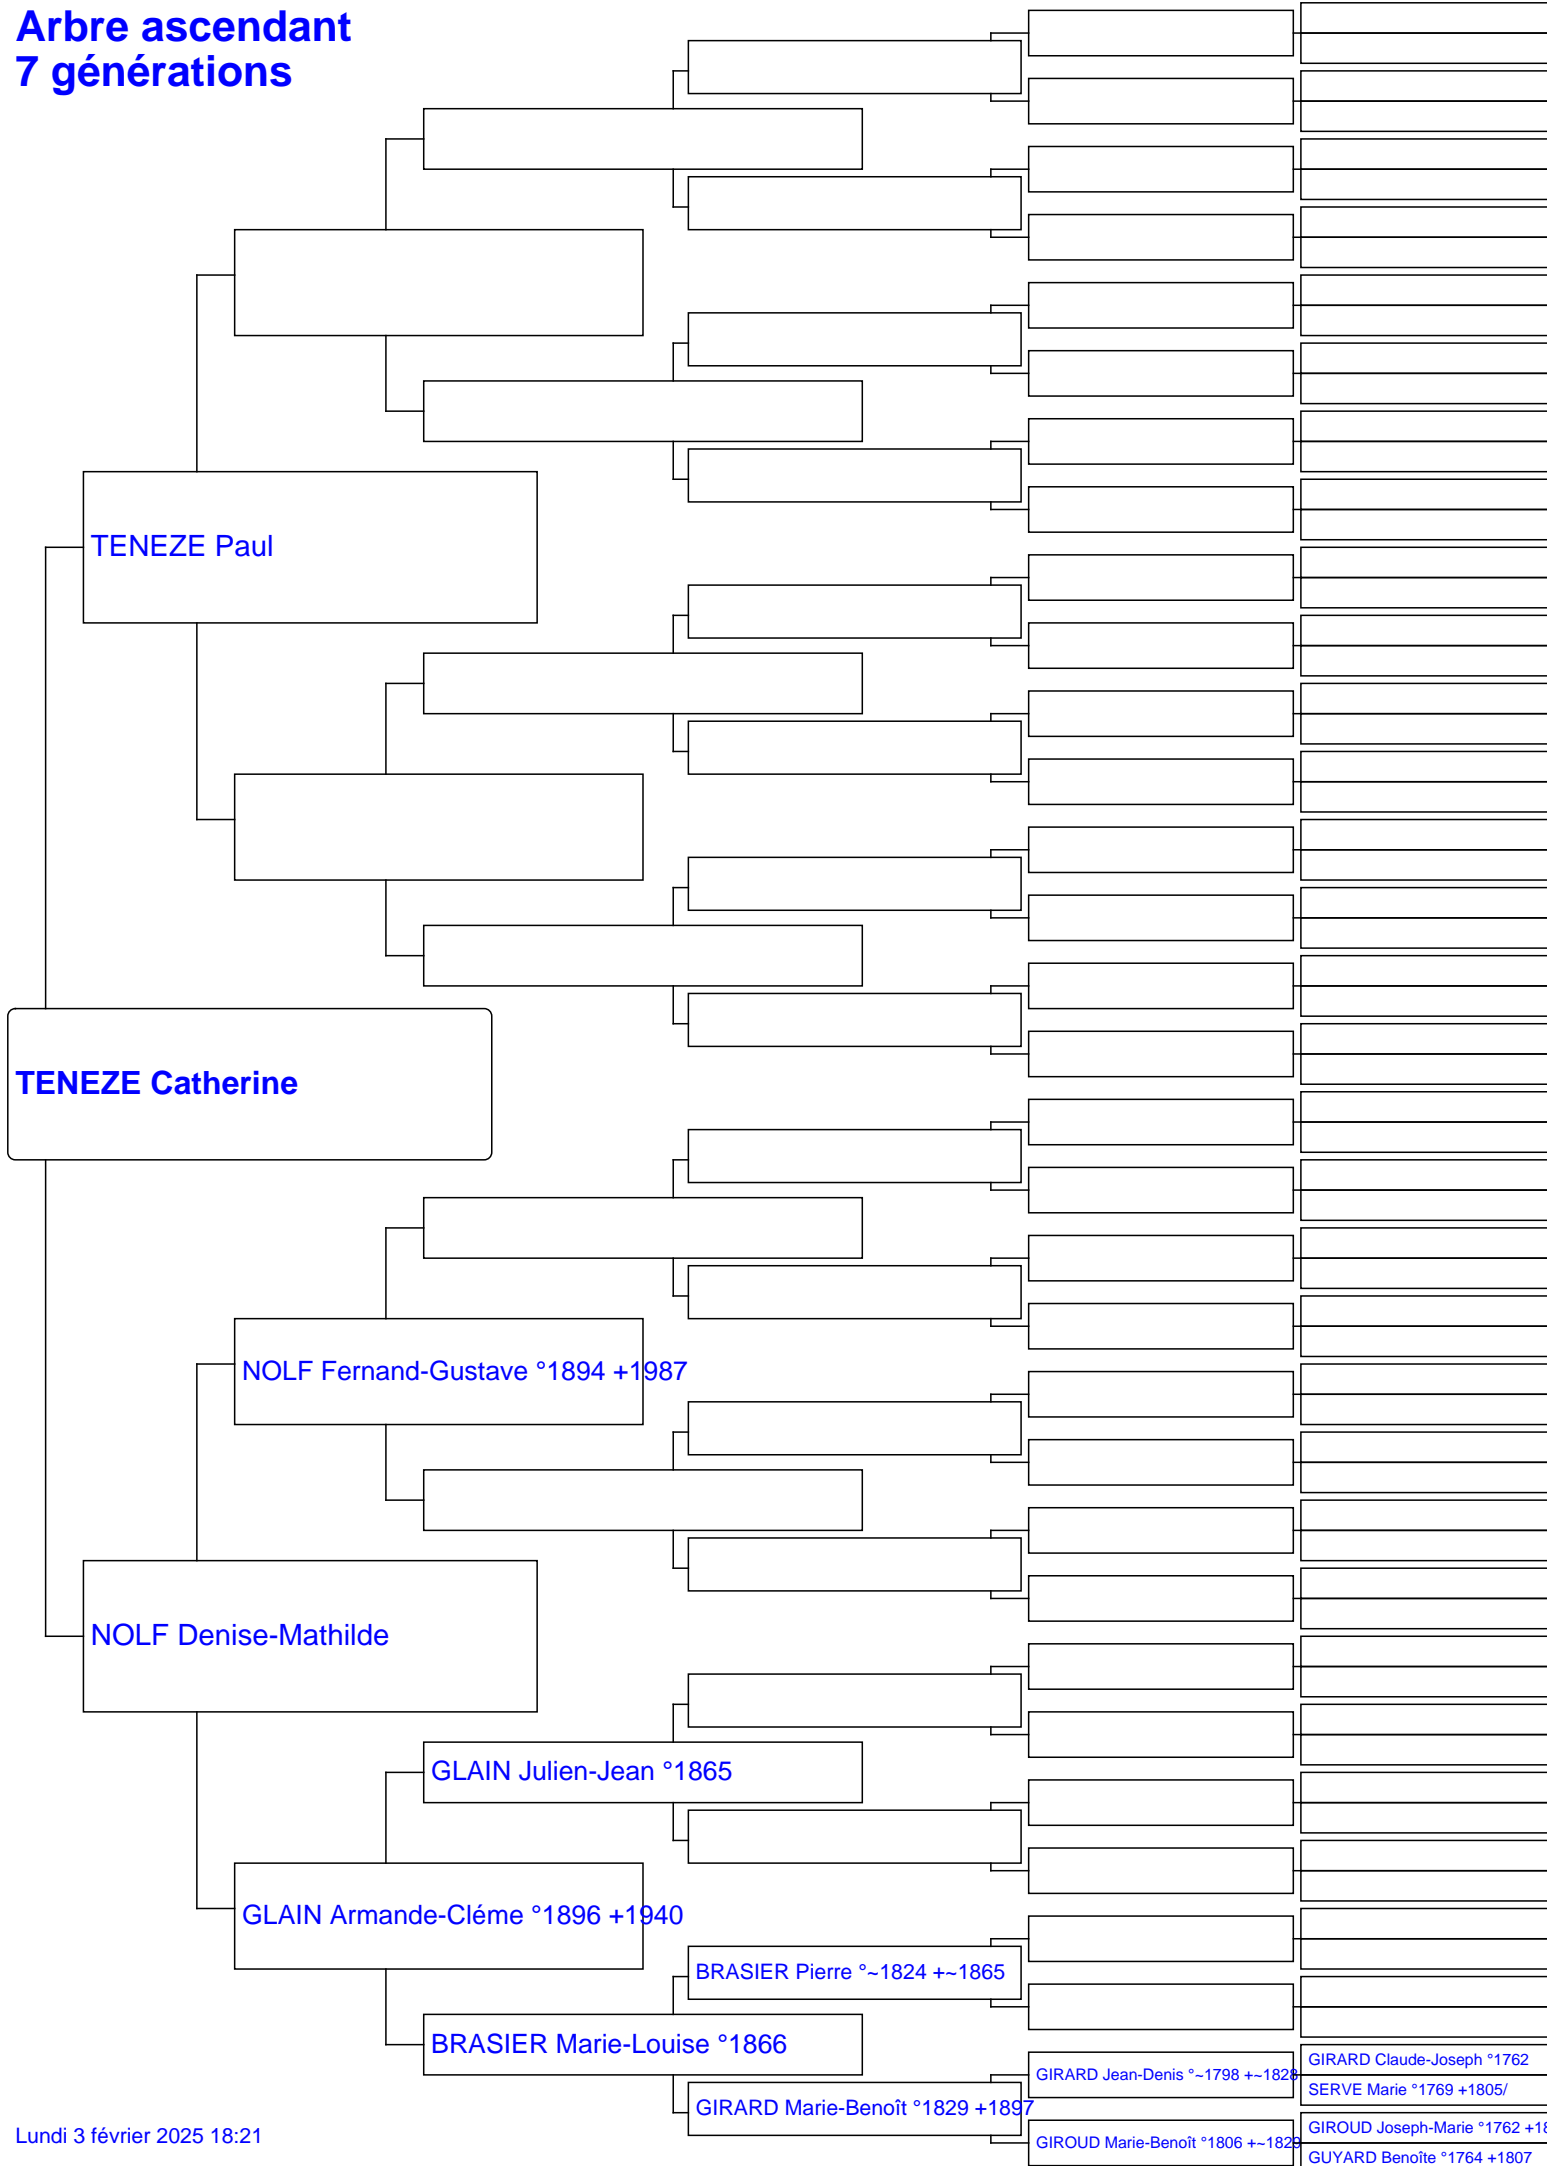 Arbre ascendant
7 générations
TENEZE Paul
TENEZE Catherine
NOLF Fernand-Gustave °1894 +1987
NOLF Denise-Mathilde
GLAIN Julien-Jean °1865
GLAIN Armande-Cléme °1896 +1940
BRASIER Pierre °~1824 +~1865
BRASIER Marie-Louise °1866
GIRARD Jean-Denis °~1798 +~1828
GIRARD Claude-Joseph °1762
SERVE Marie °1769 +1805/
GIRARD Marie-Benoît °1829 +1897
GIROUD Marie-Benoît °1806 +~1829
GIROUD Joseph-Marie °1762 +18
GUYARD Benoîte °1764 +1807
Lundi 3 février 2025 18:21